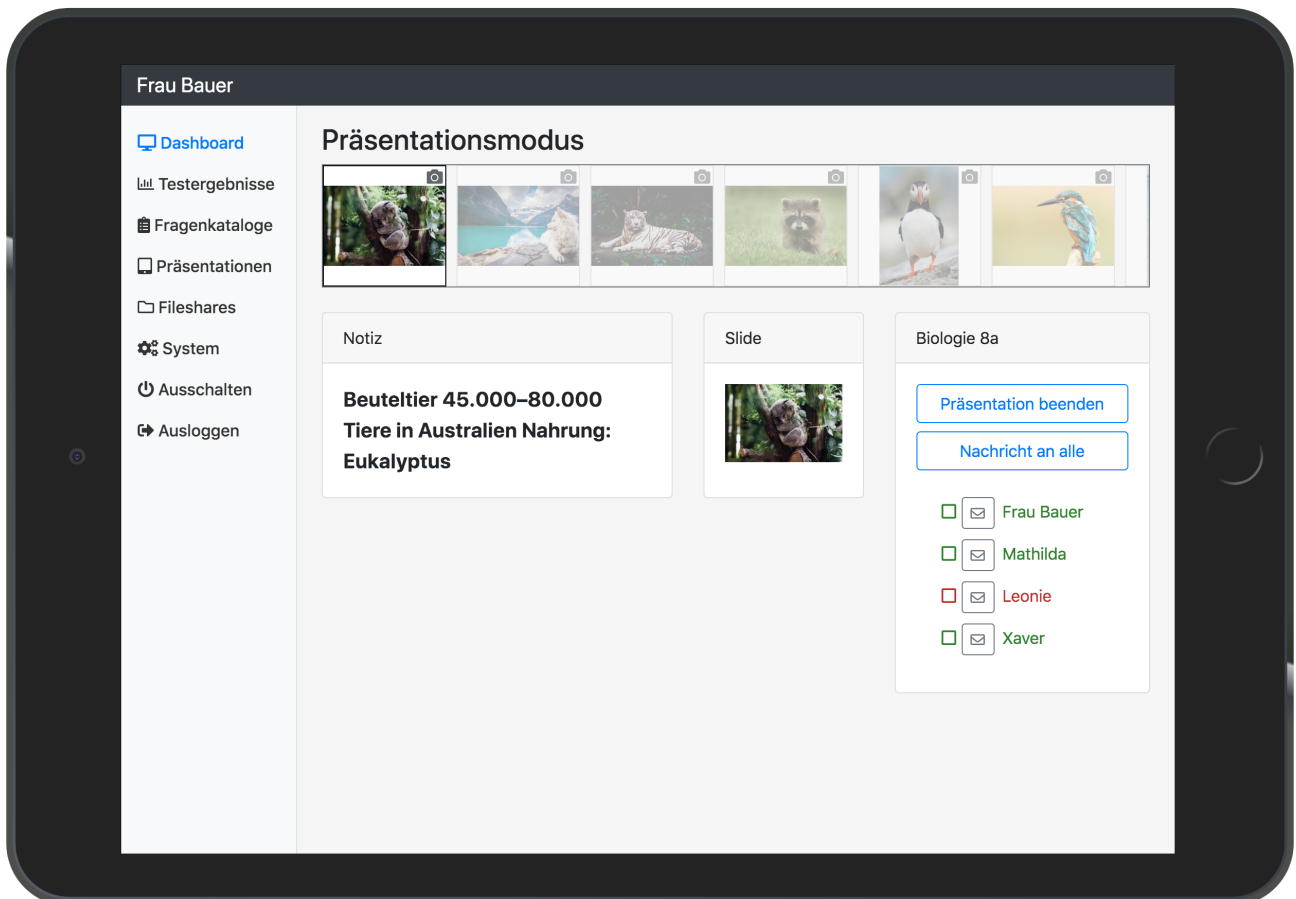 Frau Bauer
Dashboard
Testergebnisse
Fragenkataloge
Präsentationen
Fileshares
System
Ausschalten
Ausloggen
Präsentationsmodus
Notiz
Beuteltier 45.000–80.000
Tiere in Australien Nahrung:
Eukalyptus
Slide
Biologie 8a
Präsentation beenden
Nachricht an alle
Frau Bauer
Mathilda
Leonie
Xaver